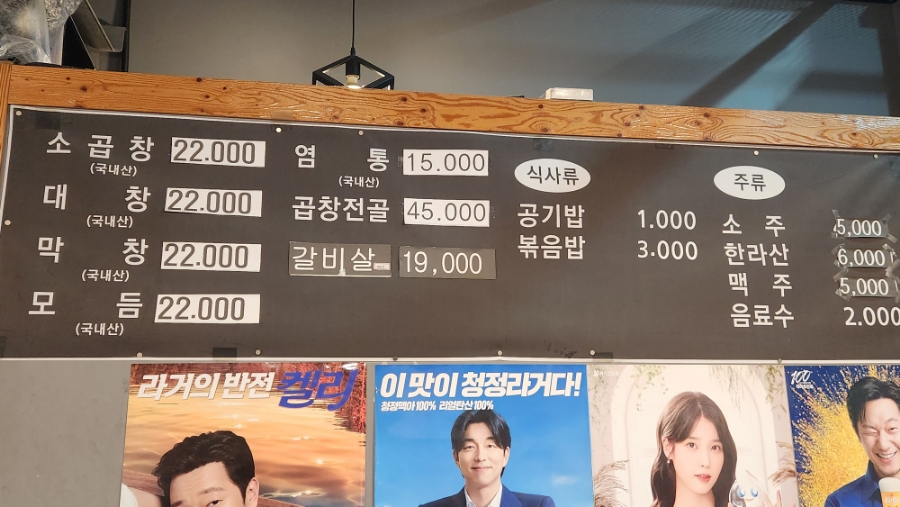 소 곱 창 22.000
(국내산)
대 창 22.000
(국내산)
막 창 22.000
(국내산)
모 듬 22.000
(국내산)
염 통 15.000
(국내산)
곱창전골 45.000
갈비살 19,000
식사류
공기밥 1.000
볶음밥 3.000
주류
소 주 5,000
한라산 6,000
맥 주 5,000
음료수 2.000
라거의 반전 켈리
이 맛이 청정라거다!
청정맥아 100% 리얼탄산 100%
100